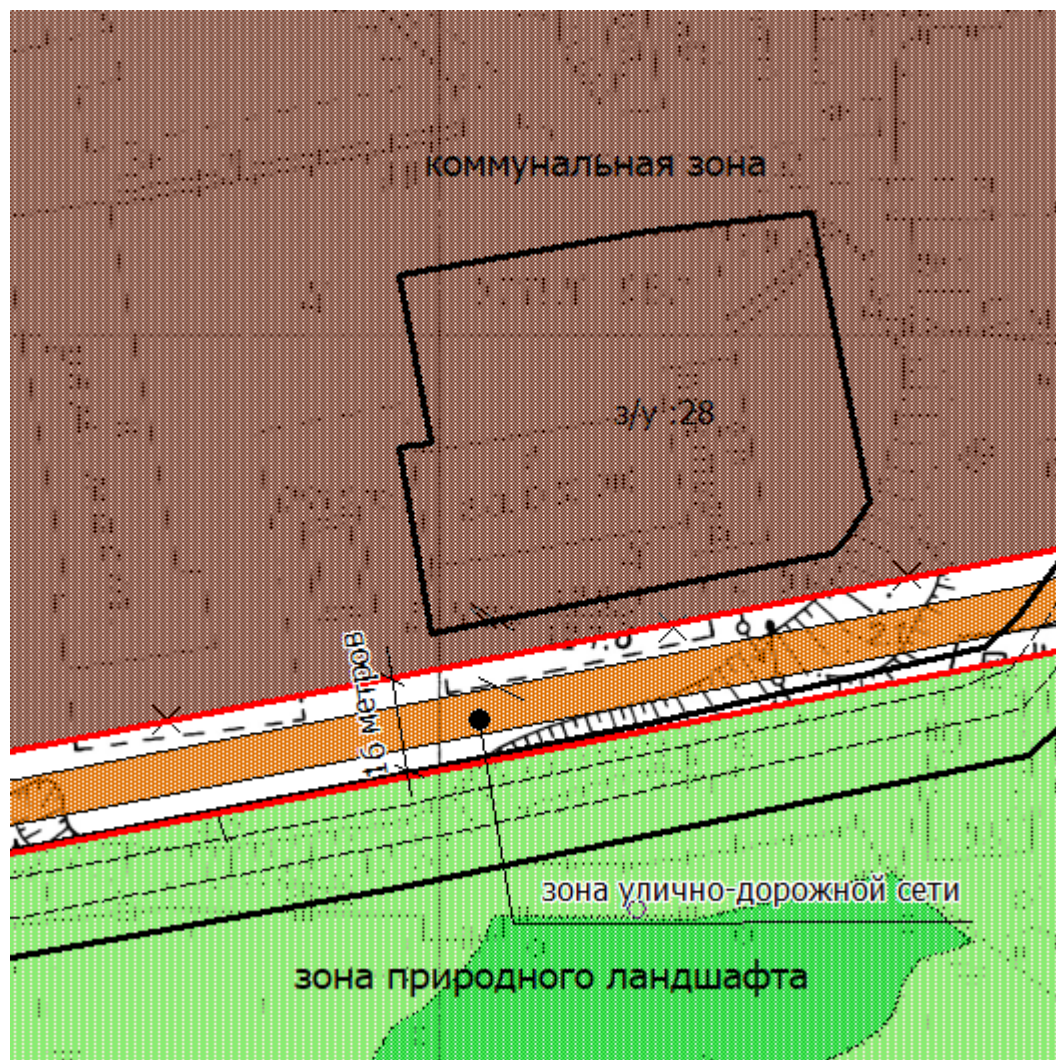 коммунальная зона
з/у :28
16 метров
зона улично-дорожной сети
зона природного ландшафта